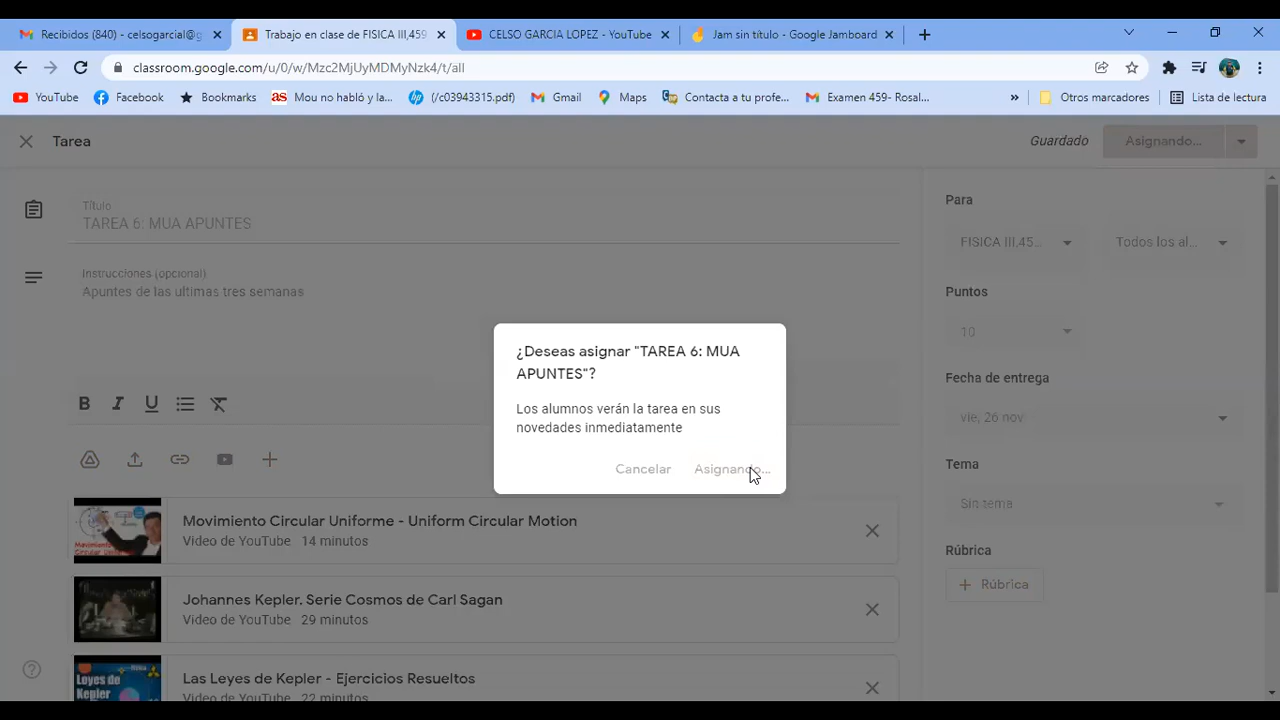 Recibidos (840) - celsogarcial@g
Trabajo en clase de FISICA III,459
CELSO GARCIA LOPEZ - YouTube
Jam sin título - Google Jamboard
classroom.google.com/u/0/w/Mzc2MjUyMDMyNzk4/t/all
YouTube
Facebook
Bookmarks
as Mou no habló y la...
hp (/c03943315.pdf)
Gmail
Maps
Contacta a tu profe...
Examen 459- Rosal...
»
Otros marcadores
Lista de lectura
Tarea
Guardado
Asignando...
Título
TAREA 6: MUA APUNTES
Instrucciones (opcional)
Apuntes de las ultimas tres semanas
B I U
Para
FISICA III,45...
Todos los al...
Puntos
10
Fecha de entrega
vie, 26 nov
Tema
Sin tema
Rúbrica
+ Rúbrica
¿Deseas asignar "TAREA 6: MUA
APUNTES"?
Los alumnos verán la tarea en sus
novedades inmediatamente
Cancelar
Asignando...
Movimiento Circular Uniforme - Uniform Circular Motion
Video de YouTube 14 minutos
Johannes Kepler. Serie Cosmos de Carl Sagan
Video de YouTube 29 minutos
Leyes de
Kepler
Las Leyes de Kepler - Ejercicios Resueltos
Video de YouTube 22 minutos